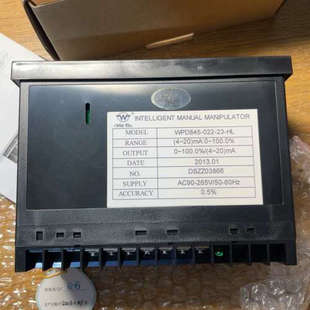 INTELLIGENT MANUAL MANIPULATOR
MODEL WPD845-022-23-HL
RANGE (4~20)mA 0~100.0%
OUTPUT 0~100.0%/(4~20)mA
DATE 2013.01
NO. DSZZ03866
SUPPLY AC90-265V/50-60Hz
ACCURACY 0.5%